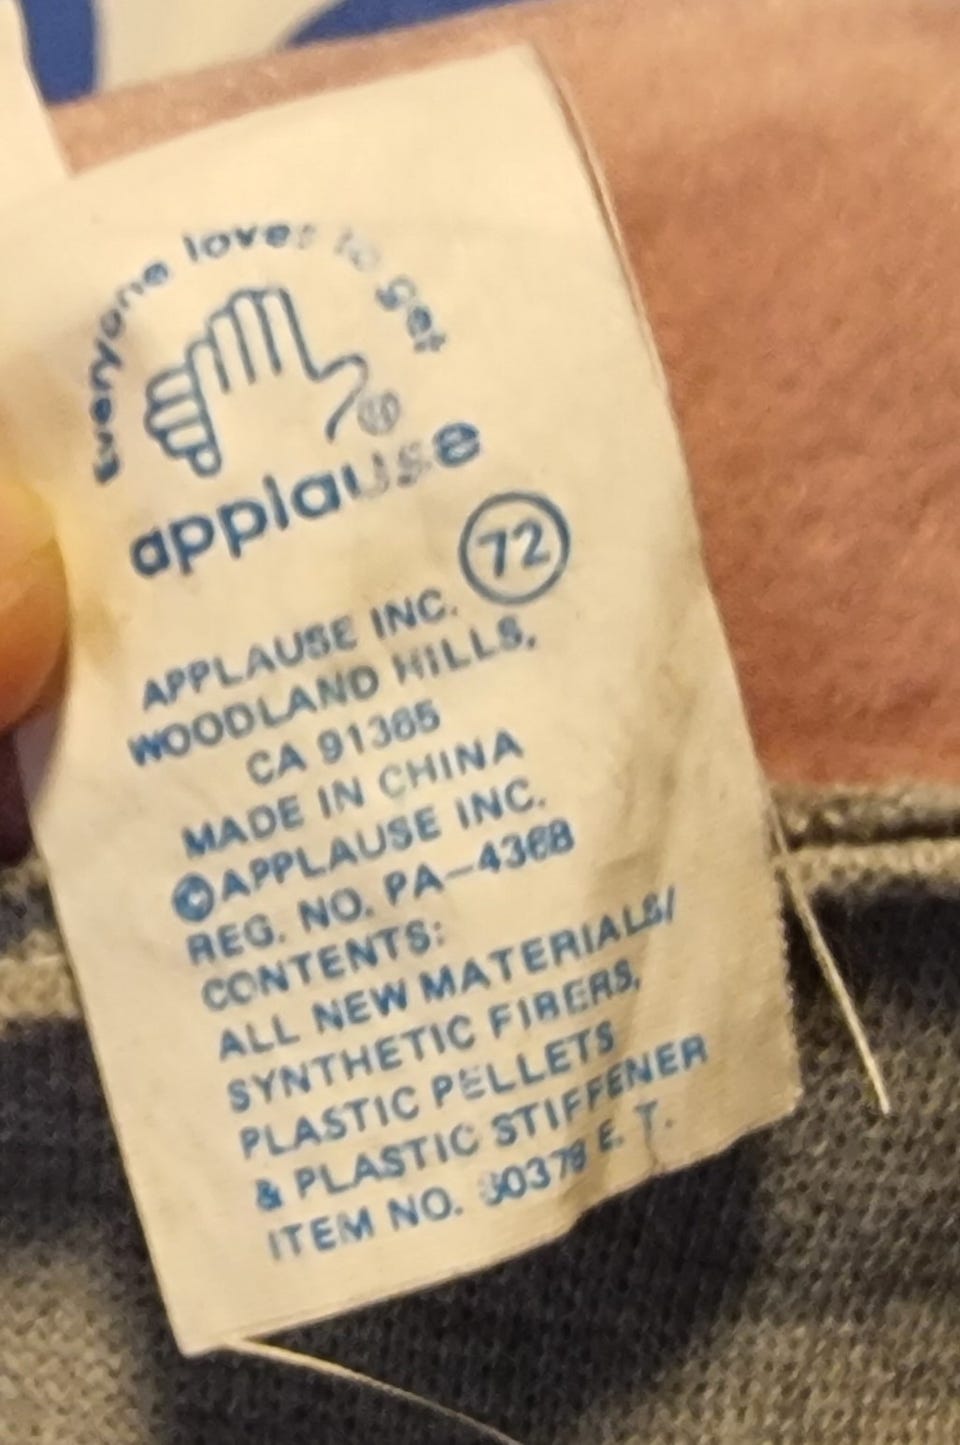 Everyone loves to get
applause
72
APPLAUSE INC.
WOODLAND HILLS,
CA 91365
MADE IN CHINA
©APPLAUSE INC.
REG. NO. PA-4368
CONTENTS:
ALL NEW MATERIALS/
SYNTHETIC FIBERS,
PLASTIC PELLETS
& PLASTIC STIFFENER
ITEM NO. 30378 E. T.